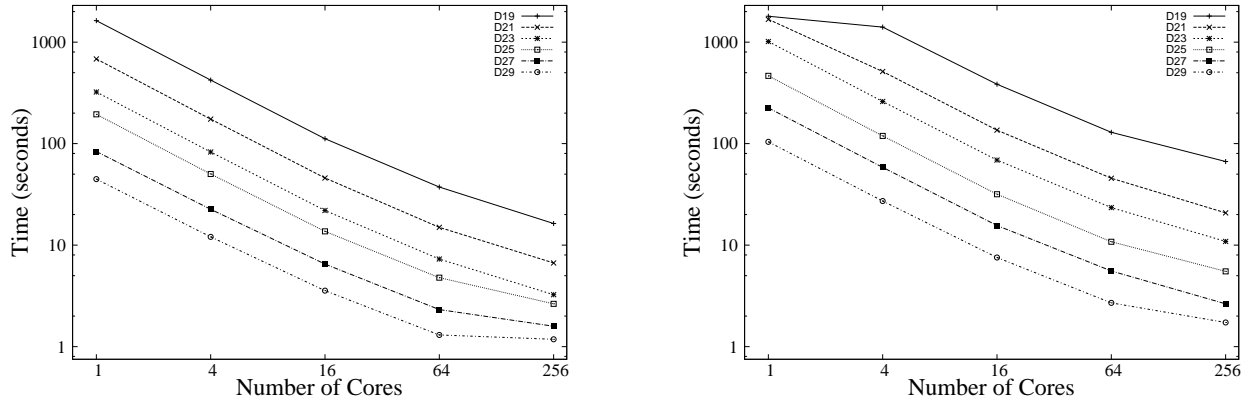 D19
D21
D23
D25
D27
D29
1000
100
10
1
Time (seconds)
1 4 16 64 256
Number of Cores
D19
D21
D23
D25
D27
D29
1000
100
10
1
Time (seconds)
1 4 16 64 256
Number of Cores